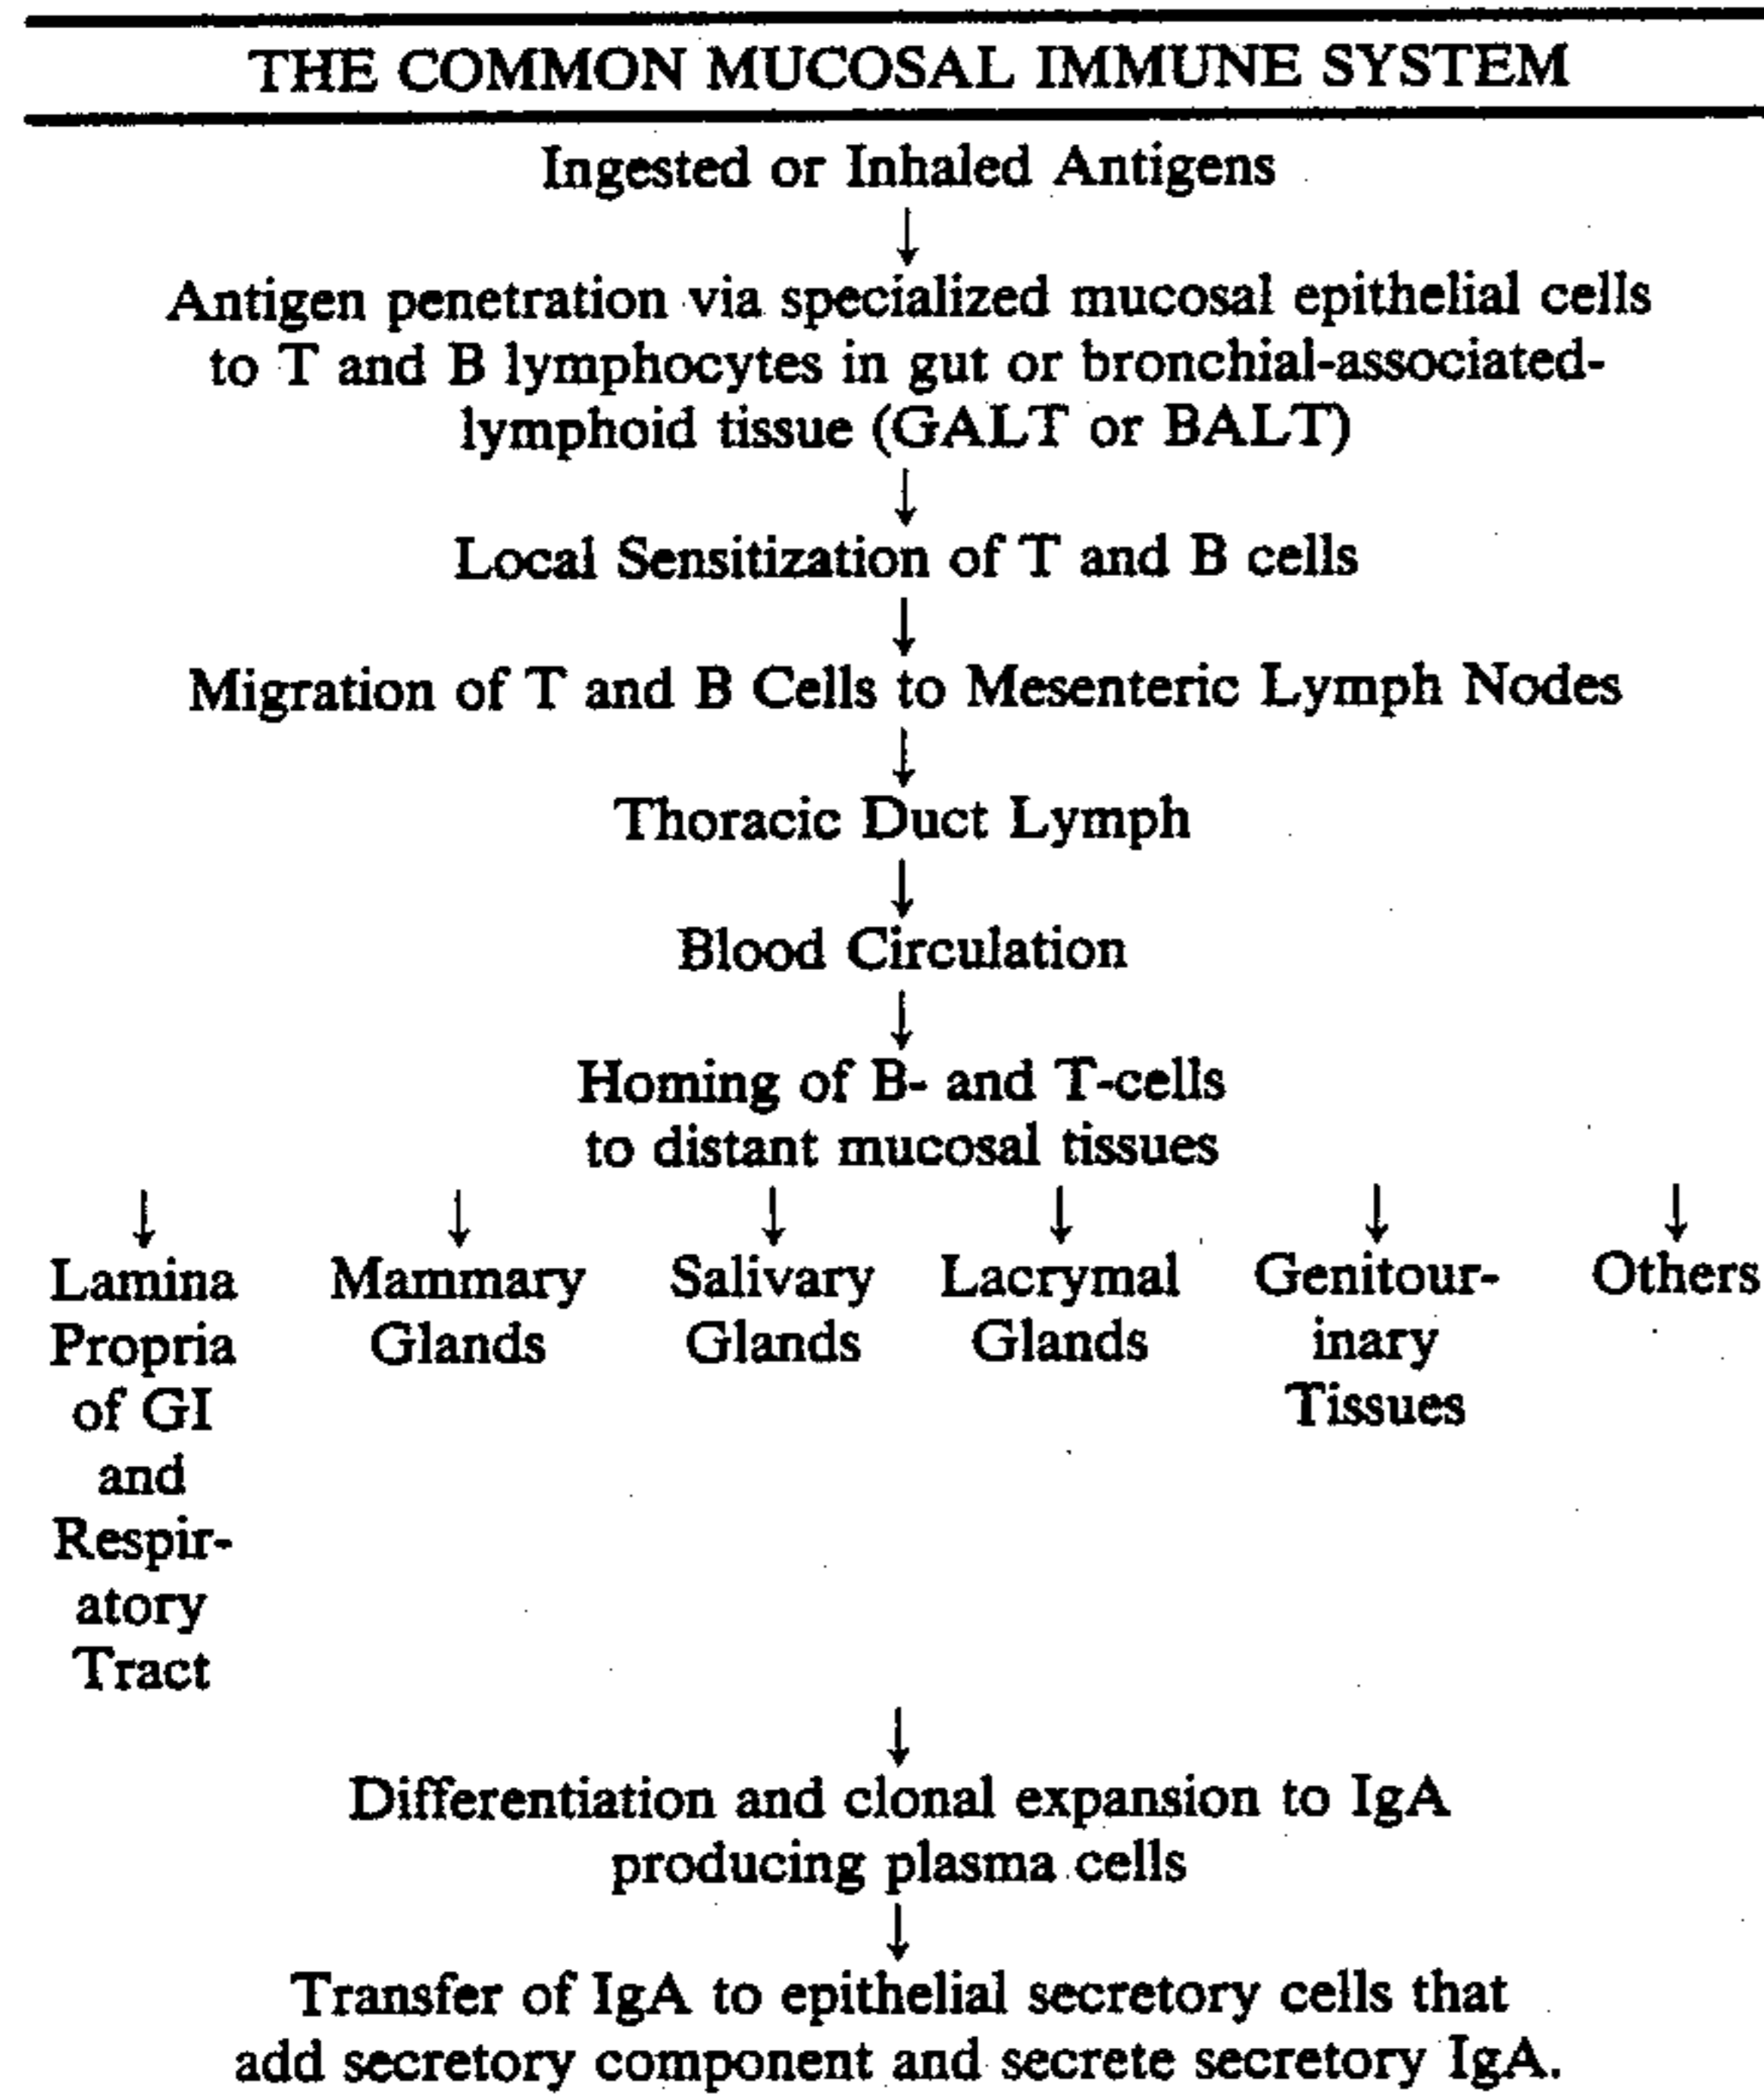 THE COMMON MUCOSAL IMMUNE SYSTEM
Ingested or Inhaled Antigens
↓
Antigen penetration via specialized mucosal epithelial cells
to T and B lymphocytes in gut or bronchial-associated-
lymphoid tissue (GALT or BALT)
↓
Local Sensitization of T and B cells
↓
Migration of T and B Cells to Mesenteric Lymph Nodes
↓
Thoracic Duct Lymph
↓
Blood Circulation
↓
Homing of B- and T-cells
to distant mucosal tissues
↓ ↓ ↓ ↓ ↓ ↓
Lamina Mammary Salivary Lacrymal Genitour- Others
Propria Glands Glands Glands inary
of GI Tissues
and
Respir-
atory
Tract
↓
Differentiation and clonal expansion to IgA
producing plasma cells
↓
Transfer of IgA to epithelial secretory cells that
add secretory component and secrete secretory IgA.